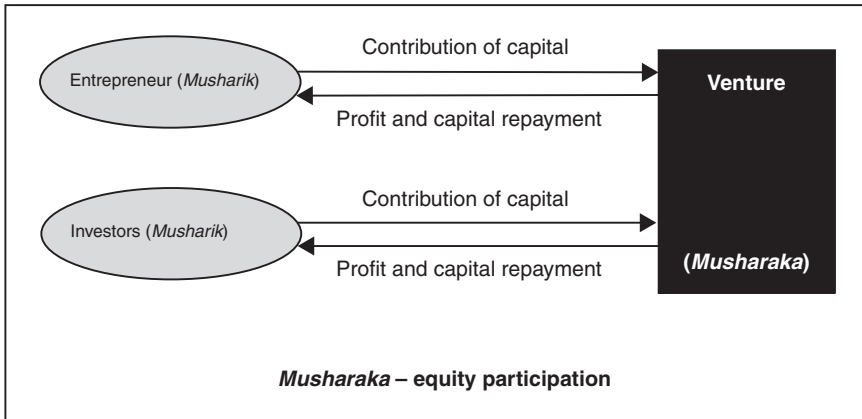 Contribution of capital
Entrepreneur (Musharik)
Venture
Profit and capital repayment
Contribution of capital
Investors (Musharik)
Profit and capital repayment
(Musharaka)
Musharaka – equity participation